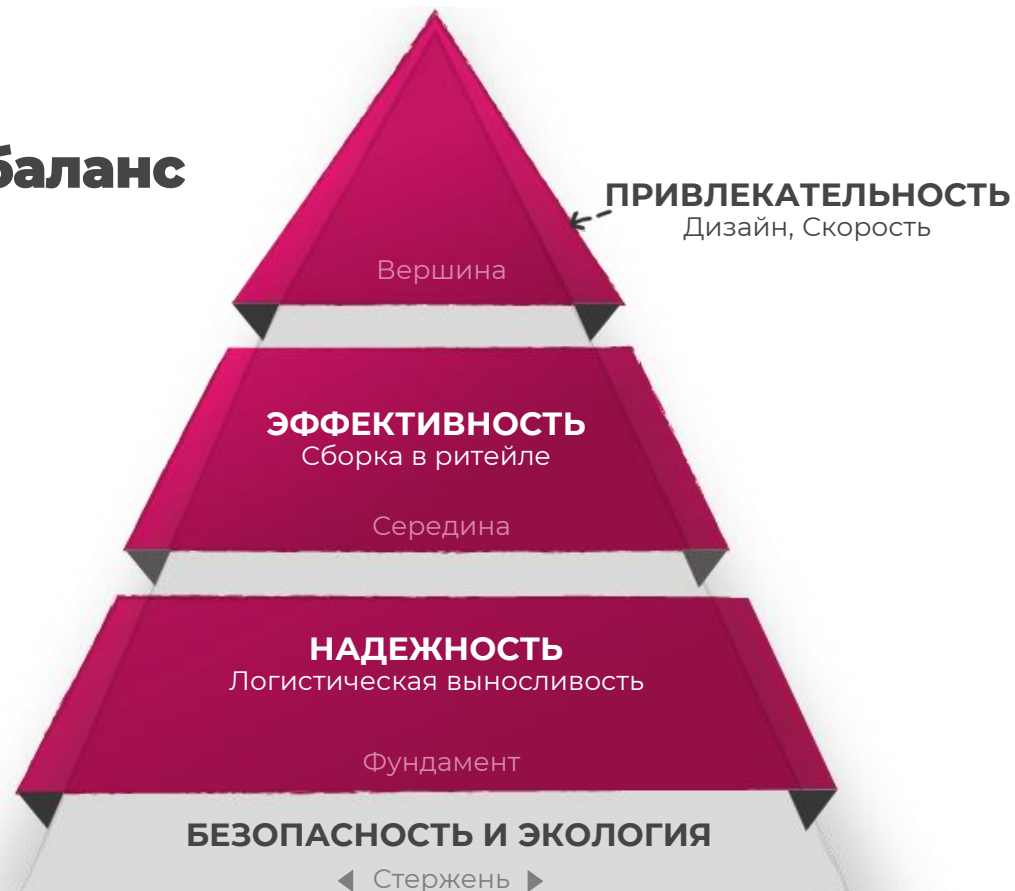 баланс
ПРИВЛЕКАТЕЛЬНОСТЬ
Дизайн, Скорость
Вершина
ЭФФЕКТИВНОСТЬ
Сборка в ритейле
Середина
НАДЕЖНОСТЬ
Логистическая выносливость
Фундамент
БЕЗОПАСНОСТЬ И ЭКОЛОГИЯ
Стержень